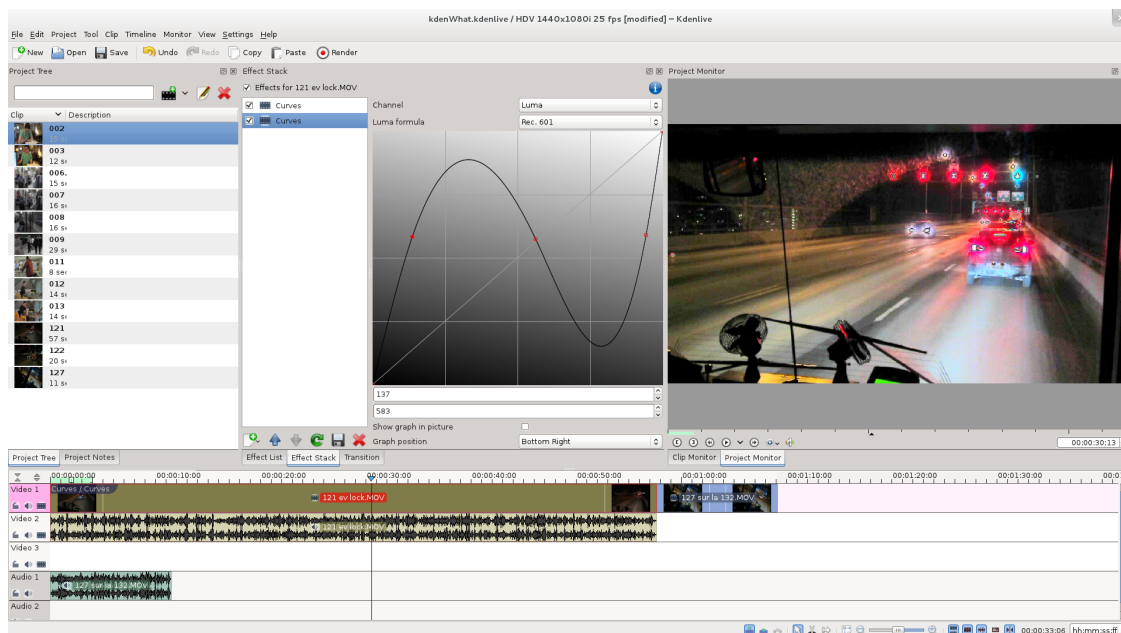 kdenWhat.kdenlive / HDV 1440x1080i 25 fps [modified] – Kdenlive
File Edit Project Tool Clip Timeline Monitor View Settings Help
New Open Save Undo Redo Copy Paste Render
Project Tree
Effect Stack
Project Monitor
Effects for 121 ev lock.MOV
Curves
Curves
Channel Luma
Luma formula Rec. 601
Clip Description
002
003
12 se
006.
15 se
007
16 se
008
16 se
009
29 se
011
8 sec
012
14 se
013
14 se
121
57 se
122
20 se
127
11 se
137
583
Show graph in picture
Graph position Bottom Right
00:00:30:13
Project Tree Project Notes
Effect List Effect Stack Transition
Clip Monitor Project Monitor
00:00:00:00 00:00:10:00 00:00:20:00 00:00:30:00 00:00:40:00 00:00:50:00 00:01:00:00 00:01:10:00 00:01:20:00 00:01:30:00 00:0
Video 1
Curves / Curves
121 ev lock.MOV
127 sur la 132.MOV
Video 2
121 ev lock.MOV
Video 3
Audio 1
127 sur la 132.MOV
Audio 2
00:00:33:06 hh:mm:ss:ff